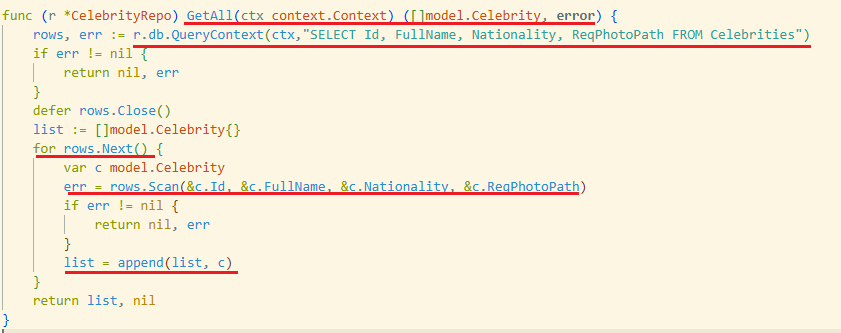 func (r *CelebrityRepo) GetAll(ctx context.Context) ([]model.Celebrity, error) {
    rows, err := r.db.QueryContext(ctx,"SELECT Id, FullName, Nationality, ReqPhotoPath FROM Celebrities")
    if err != nil {
        return nil, err
    }
    defer rows.Close()
    list := []model.Celebrity{}
    for rows.Next() {
        var c model.Celebrity
        err = rows.Scan(&c.Id, &c.FullName, &c.Nationality, &c.ReqPhotoPath)
        if err != nil {
            return nil, err
        }
        list = append(list, c)
    }
    return list, nil
}